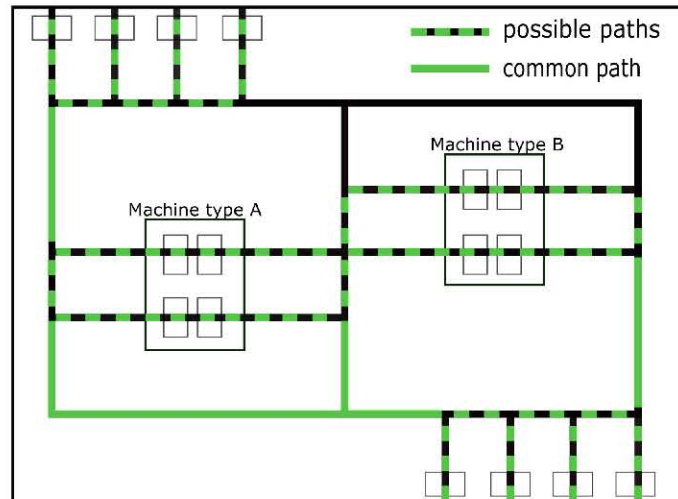 possible paths
common path
Machine type B
Machine type A